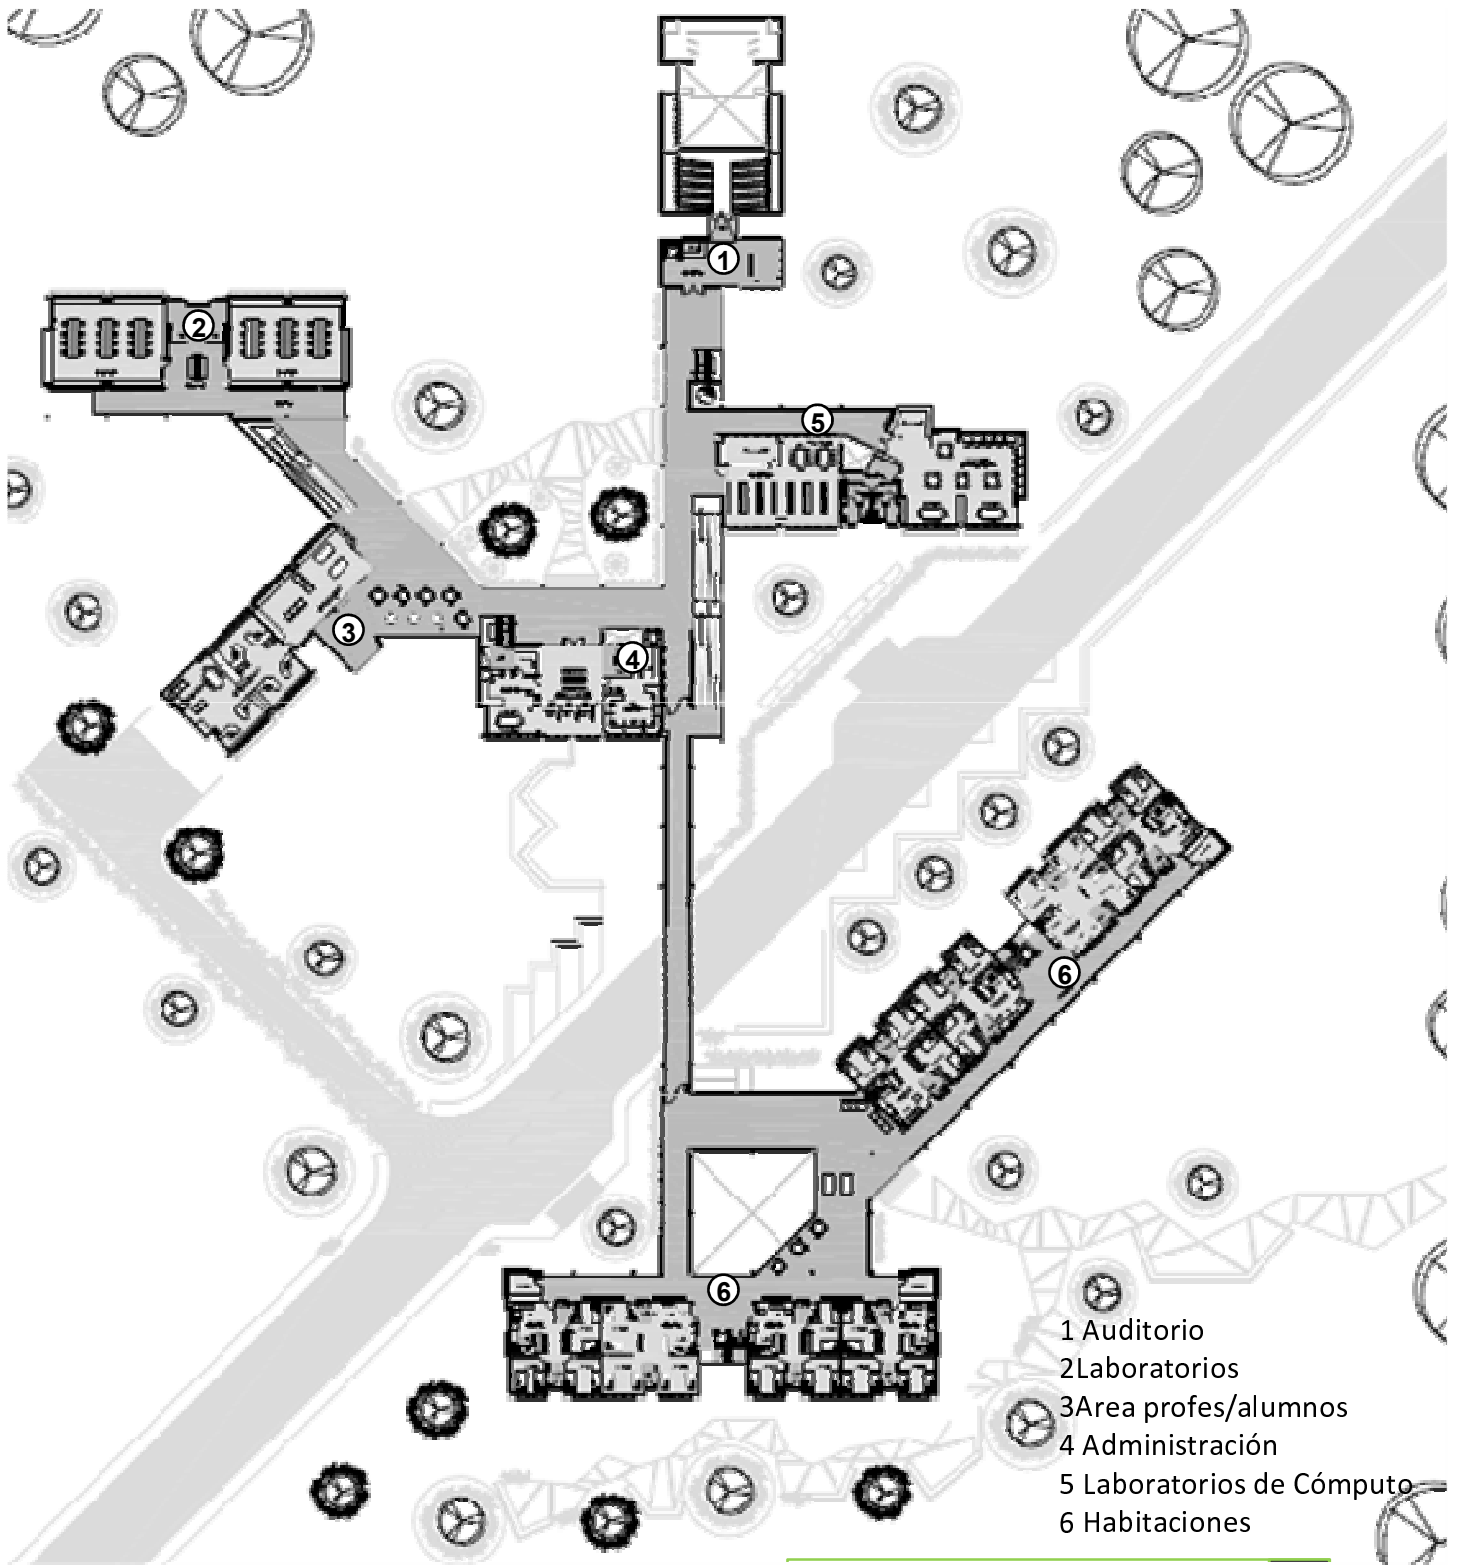 1
2
5
3
4
6
6
1 Auditorio
2Laboratorios
3Area profes/alumnos
4 Administración
5 Laboratorios de Cómputo
6 Habitaciones